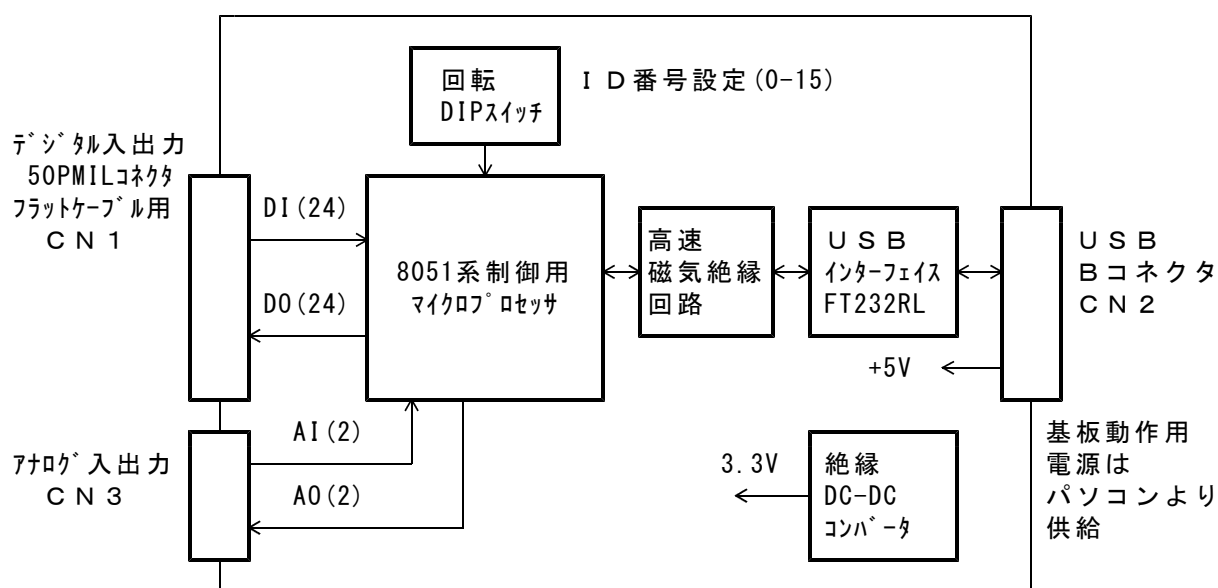 回転
DIPスイッチ
ＩＤ番号設定(0-15)
ﾃﾞｼﾞﾀﾙ入出力
50PMILｺﾈｸﾀ
ﾌﾗｯﾄｹｰﾌﾞﾙ用
ＣＮ１
DI(24)
DO(24)
8051系制御用
ﾏｲｸﾛﾌﾟﾛｾｯｻ
高速
磁気絶縁
回路
ＵＳＢ
ｲﾝﾀｰﾌｪｲｽ
FT232RL
ＵＳＢ
Ｂコネクタ
ＣＮ２
+5V
AI(2)
ｱﾅﾛｸﾞ入出力
ＣＮ３
AO(2)
3.3V
絶縁
DC-DC
ｺﾝﾊﾞｰﾀ
基板動作用
電源は
パソコンより
供給